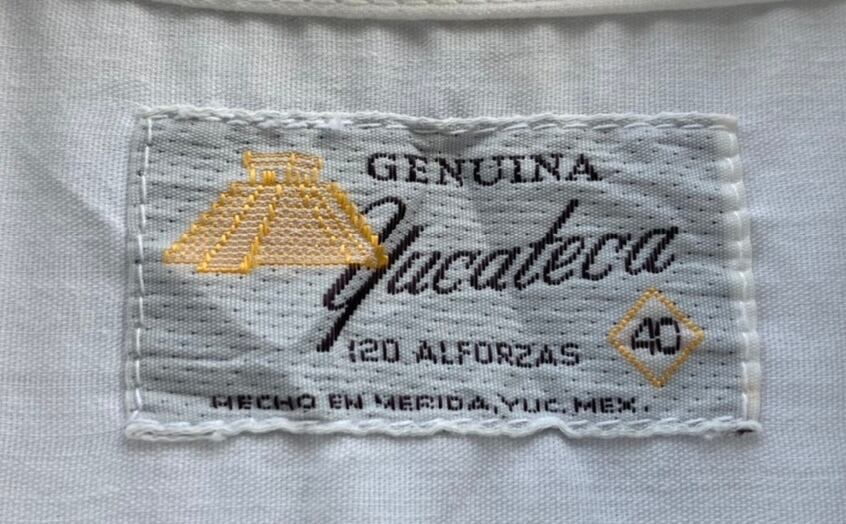 GENUINA
Yucateca
120 ALFORZAS
40
HECHO EN MERIDA, YUC. MEX.